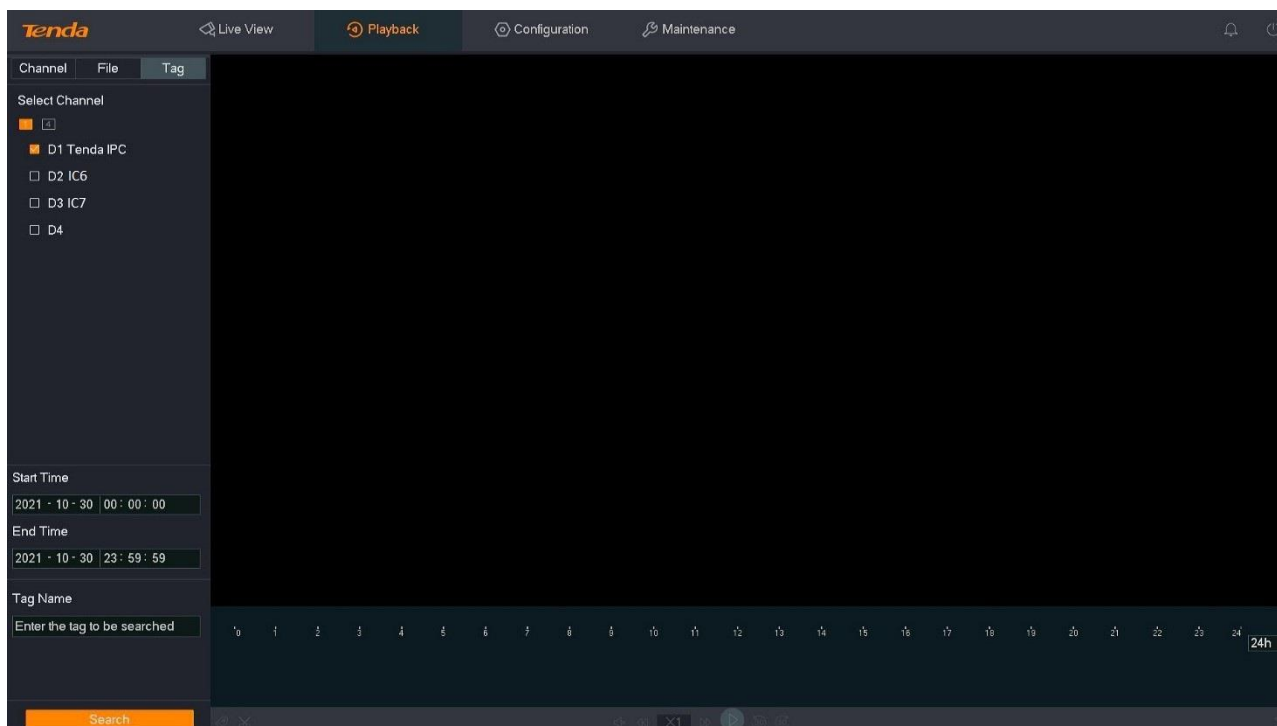 Tenda Live View Playback Configuration Maintenance
Channel File Tag
Select Channel
1 4
D1 Tenda IPC
D2 IC6
D3 IC7
D4
Start Time
2021 - 10 - 30 00 : 00 : 00
End Time
2021 - 10 - 30 23 : 59 : 59
Tag Name
Enter the tag to be searched
0 1 2 3 4 5 6 7 8 9 10 11 12 13 14 15 16 17 18 19 20 21 22 23 24
24h
Search
X1